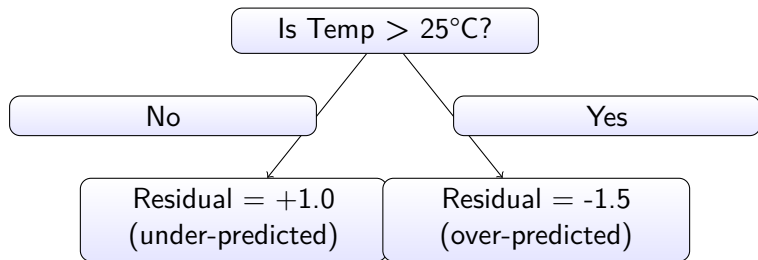 Is Temp > 25°C?
No
Yes
Residual = +1.0
(under-predicted)
Residual = -1.5
(over-predicted)